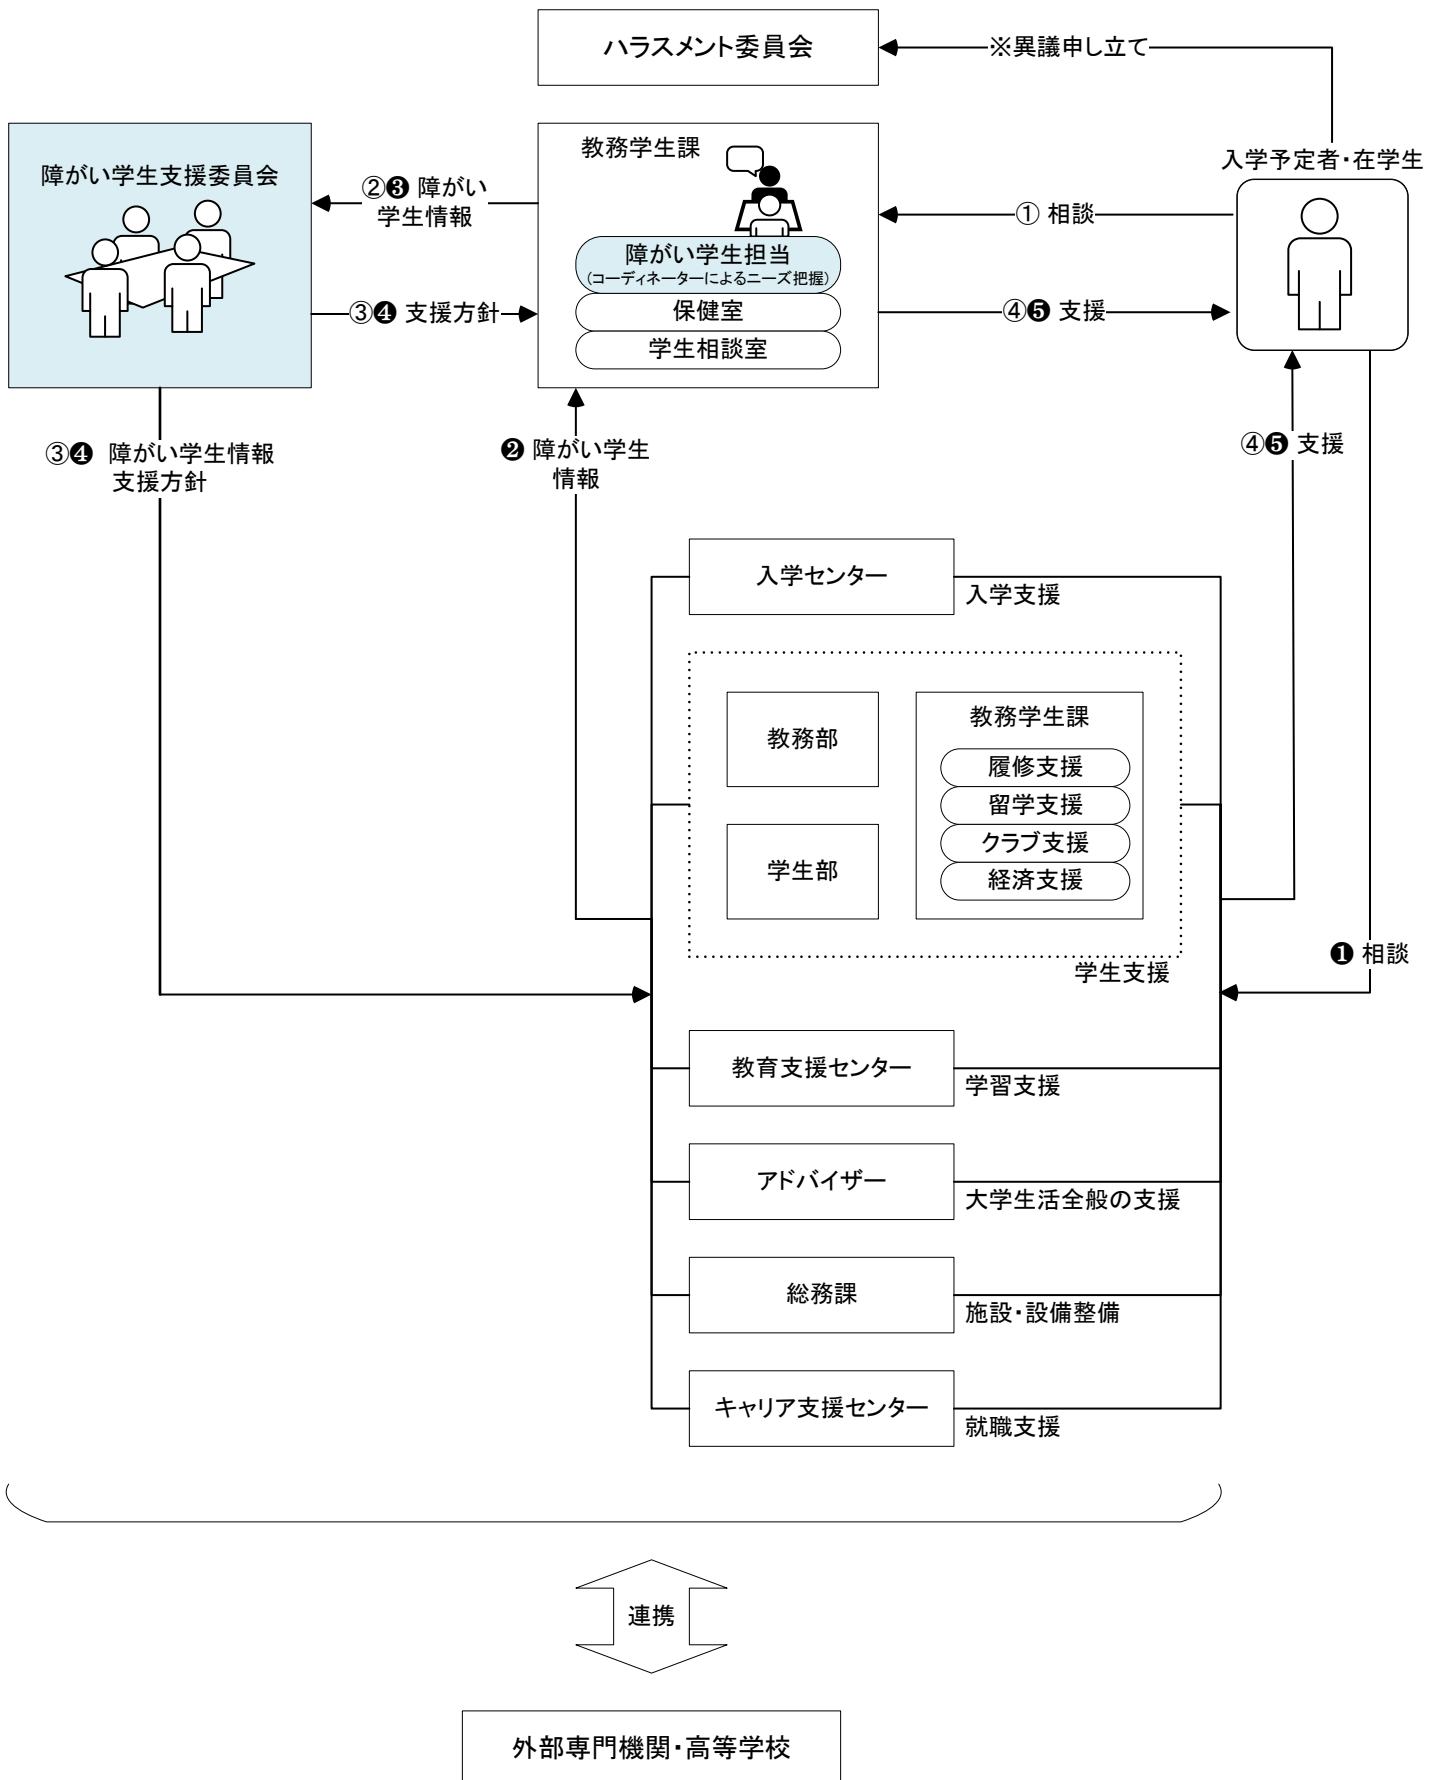 ハラスメント委員会
※異議申し立て
障がい学生支援委員会
教務学生課
入学予定者・在学生
②❸ 障がい
学生情報
① 相談
障がい学生担当
(コーディネーターによるニーズ把握)
保健室
学生相談室
③❹ 支援方針
④❺ 支援
③❹ 障がい学生情報
支援方針
❷ 障がい学生
情報
④❺ 支援
入学センター
入学支援
教務部
教務学生課
履修支援
留学支援
クラブ支援
経済支援
学生部
学生支援
❶ 相談
教育支援センター
学習支援
アドバイザー
大学生活全般の支援
総務課
施設・設備整備
キャリア支援センター
就職支援
連携
外部専門機関・高等学校